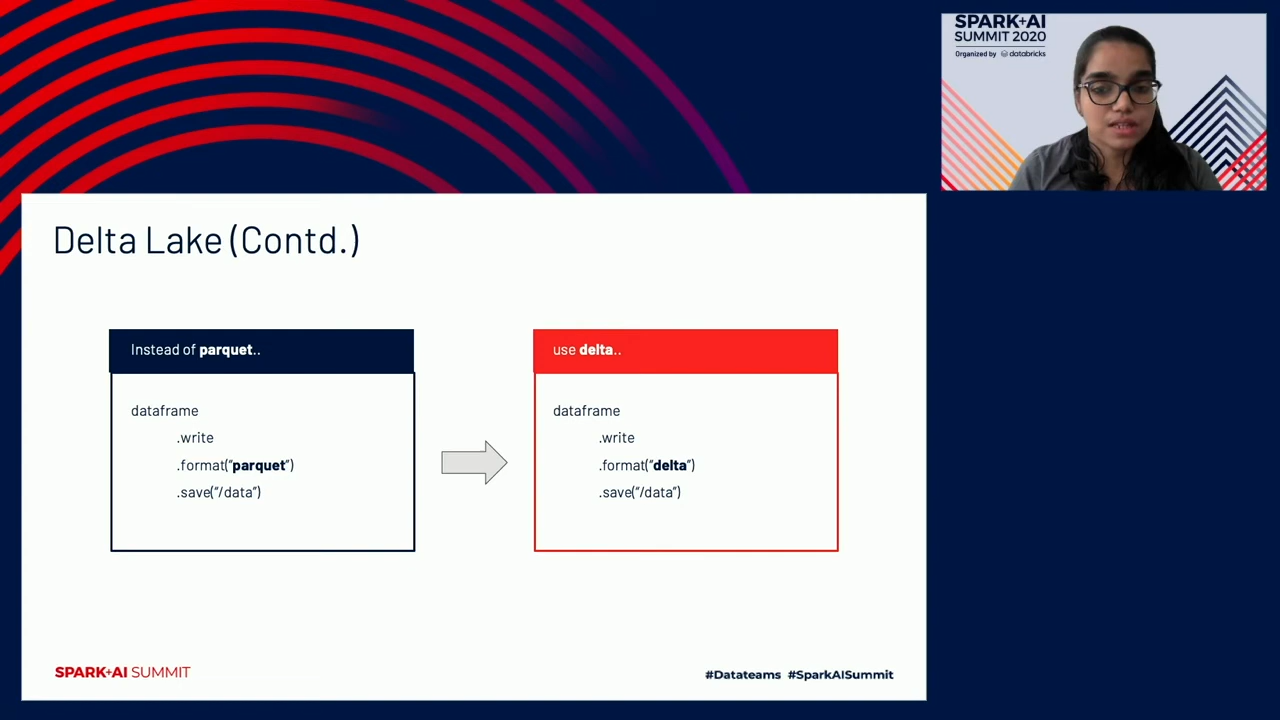 SPARK+AI
SUMMIT 2020
Organized by databricks
Delta Lake (Contd.)
Instead of parquet..
dataframe
.write
.format("parquet")
.save("/data")
use delta..
dataframe
.write
.format("delta")
.save("/data")
SPARK+AI SUMMIT
#Datateams #SparkAISummit